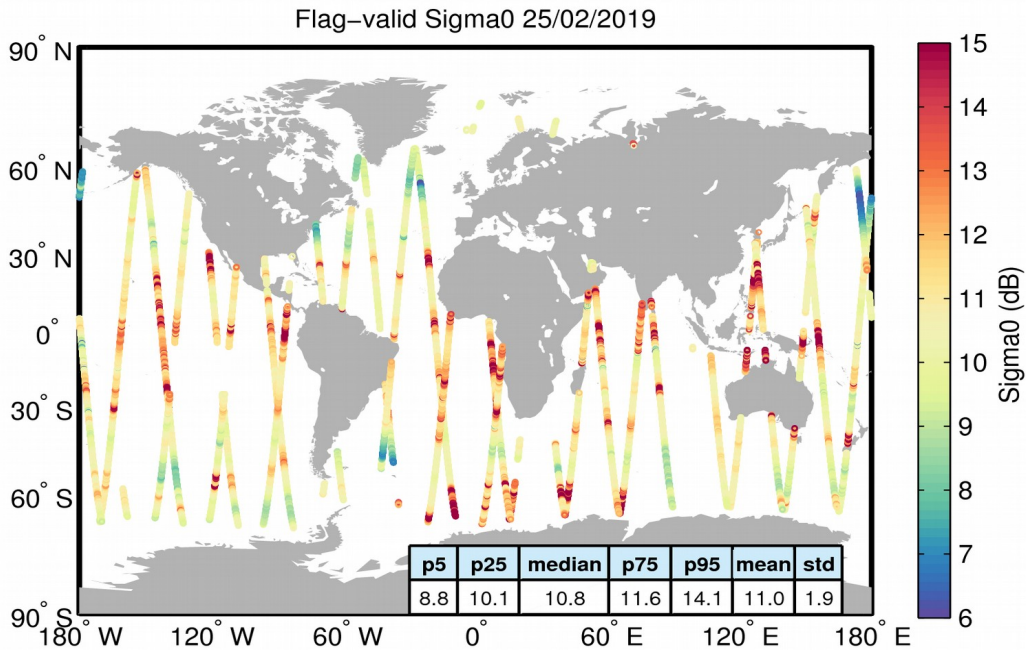 Flag−valid Sigma0 25/02/2019
90° N
60° N
30° N
0°
30° S
60° S
90° S
180° W
120° W
60° W
0°
60° E
120° E
180° E
p5 p25 median p75 p95 mean std
8.8 10.1 10.8 11.6 14.1 11.0 1.9
15
14
13
12
11
10
9
8
7
6
Sigma0 (dB)